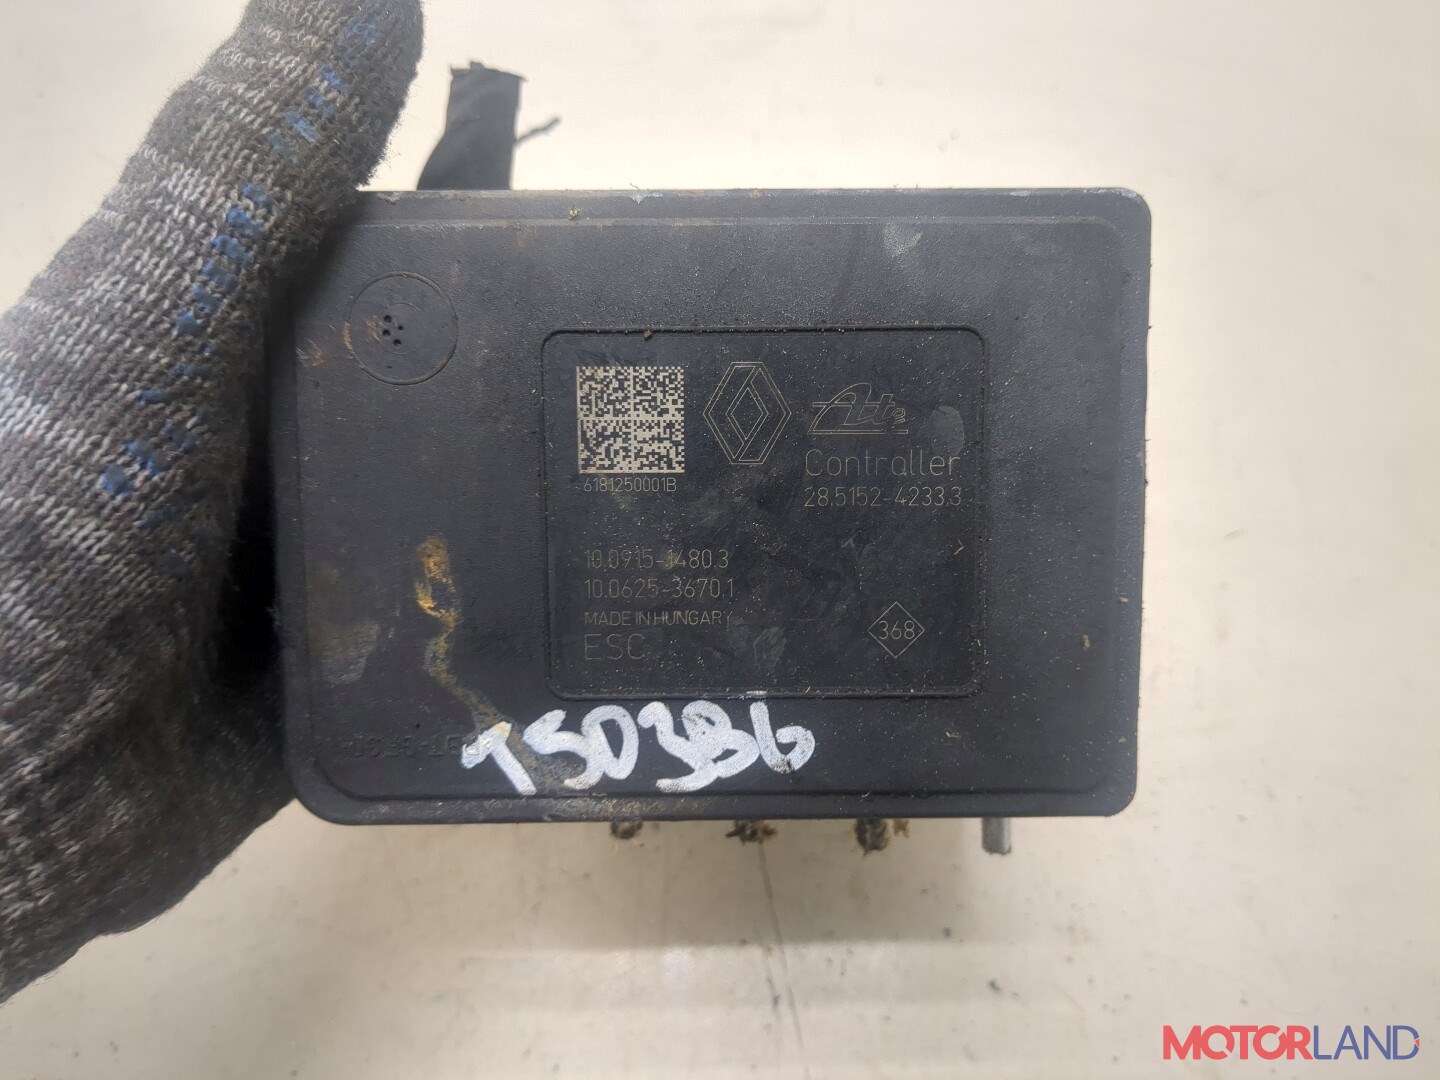 Ate
Controller
28.5152-4233.3
6181250001B
10.0915-1480.3
10.0625-3670.1
MADE IN HUNGARY
ESC
368
TS03B6
MOTORLAND